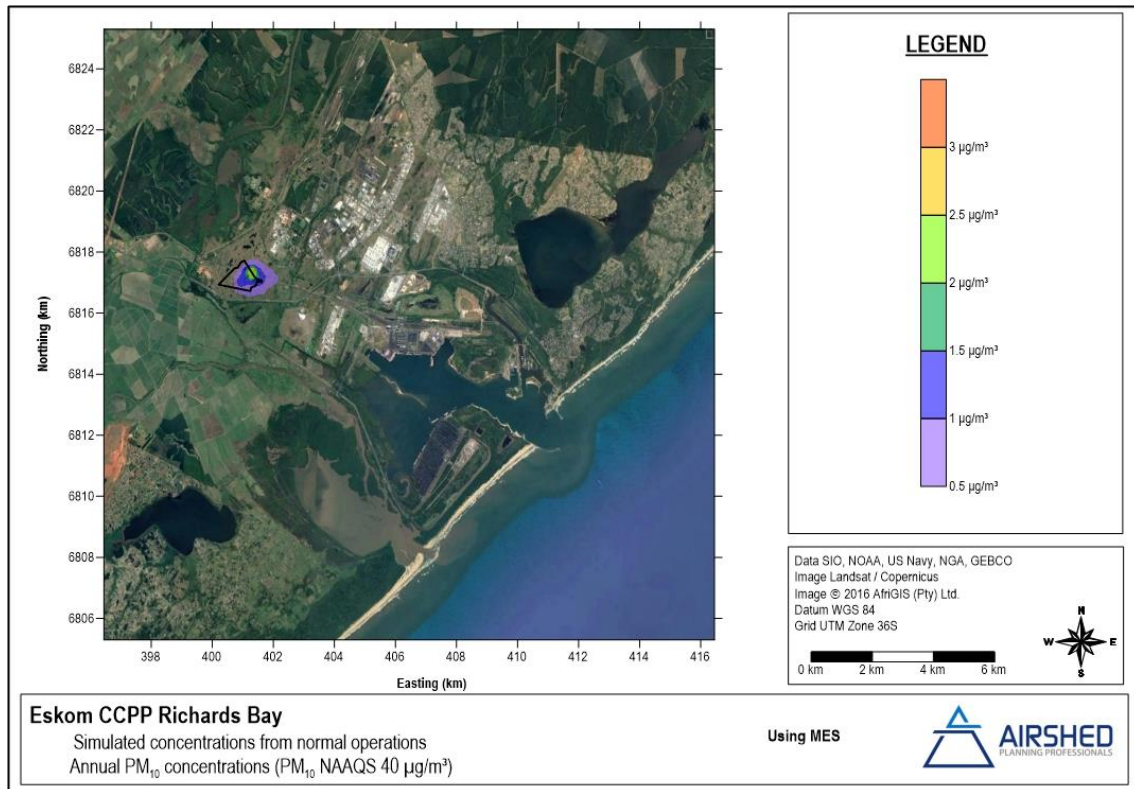 6824
6822
6820
6818
6816
6814
6812
6810
6808
6806
Northing (km)
398 400 402 404 406 408 410 412 414 416
Easting (km)
LEGEND
3 µg/m³
2.5 µg/m³
2 µg/m³
1.5 µg/m³
1 µg/m³
0.5 µg/m³
Data SIO, NOAA, US Navy, NGA, GEBCO
Image Landsat / Copernicus
Image © 2016 AfriGIS (Pty) Ltd.
Datum WGS 84
Grid UTM Zone 36S
0 km 2 km 4 km 6 km
N
W E
S
Eskom CCPP Richards Bay
Simulated concentrations from normal operations
Annual PM₁₀ concentrations (PM₁₀ NAAQS 40 µg/m³)
Using MES
AIRSHED
PLANNING PROFESSIONALS